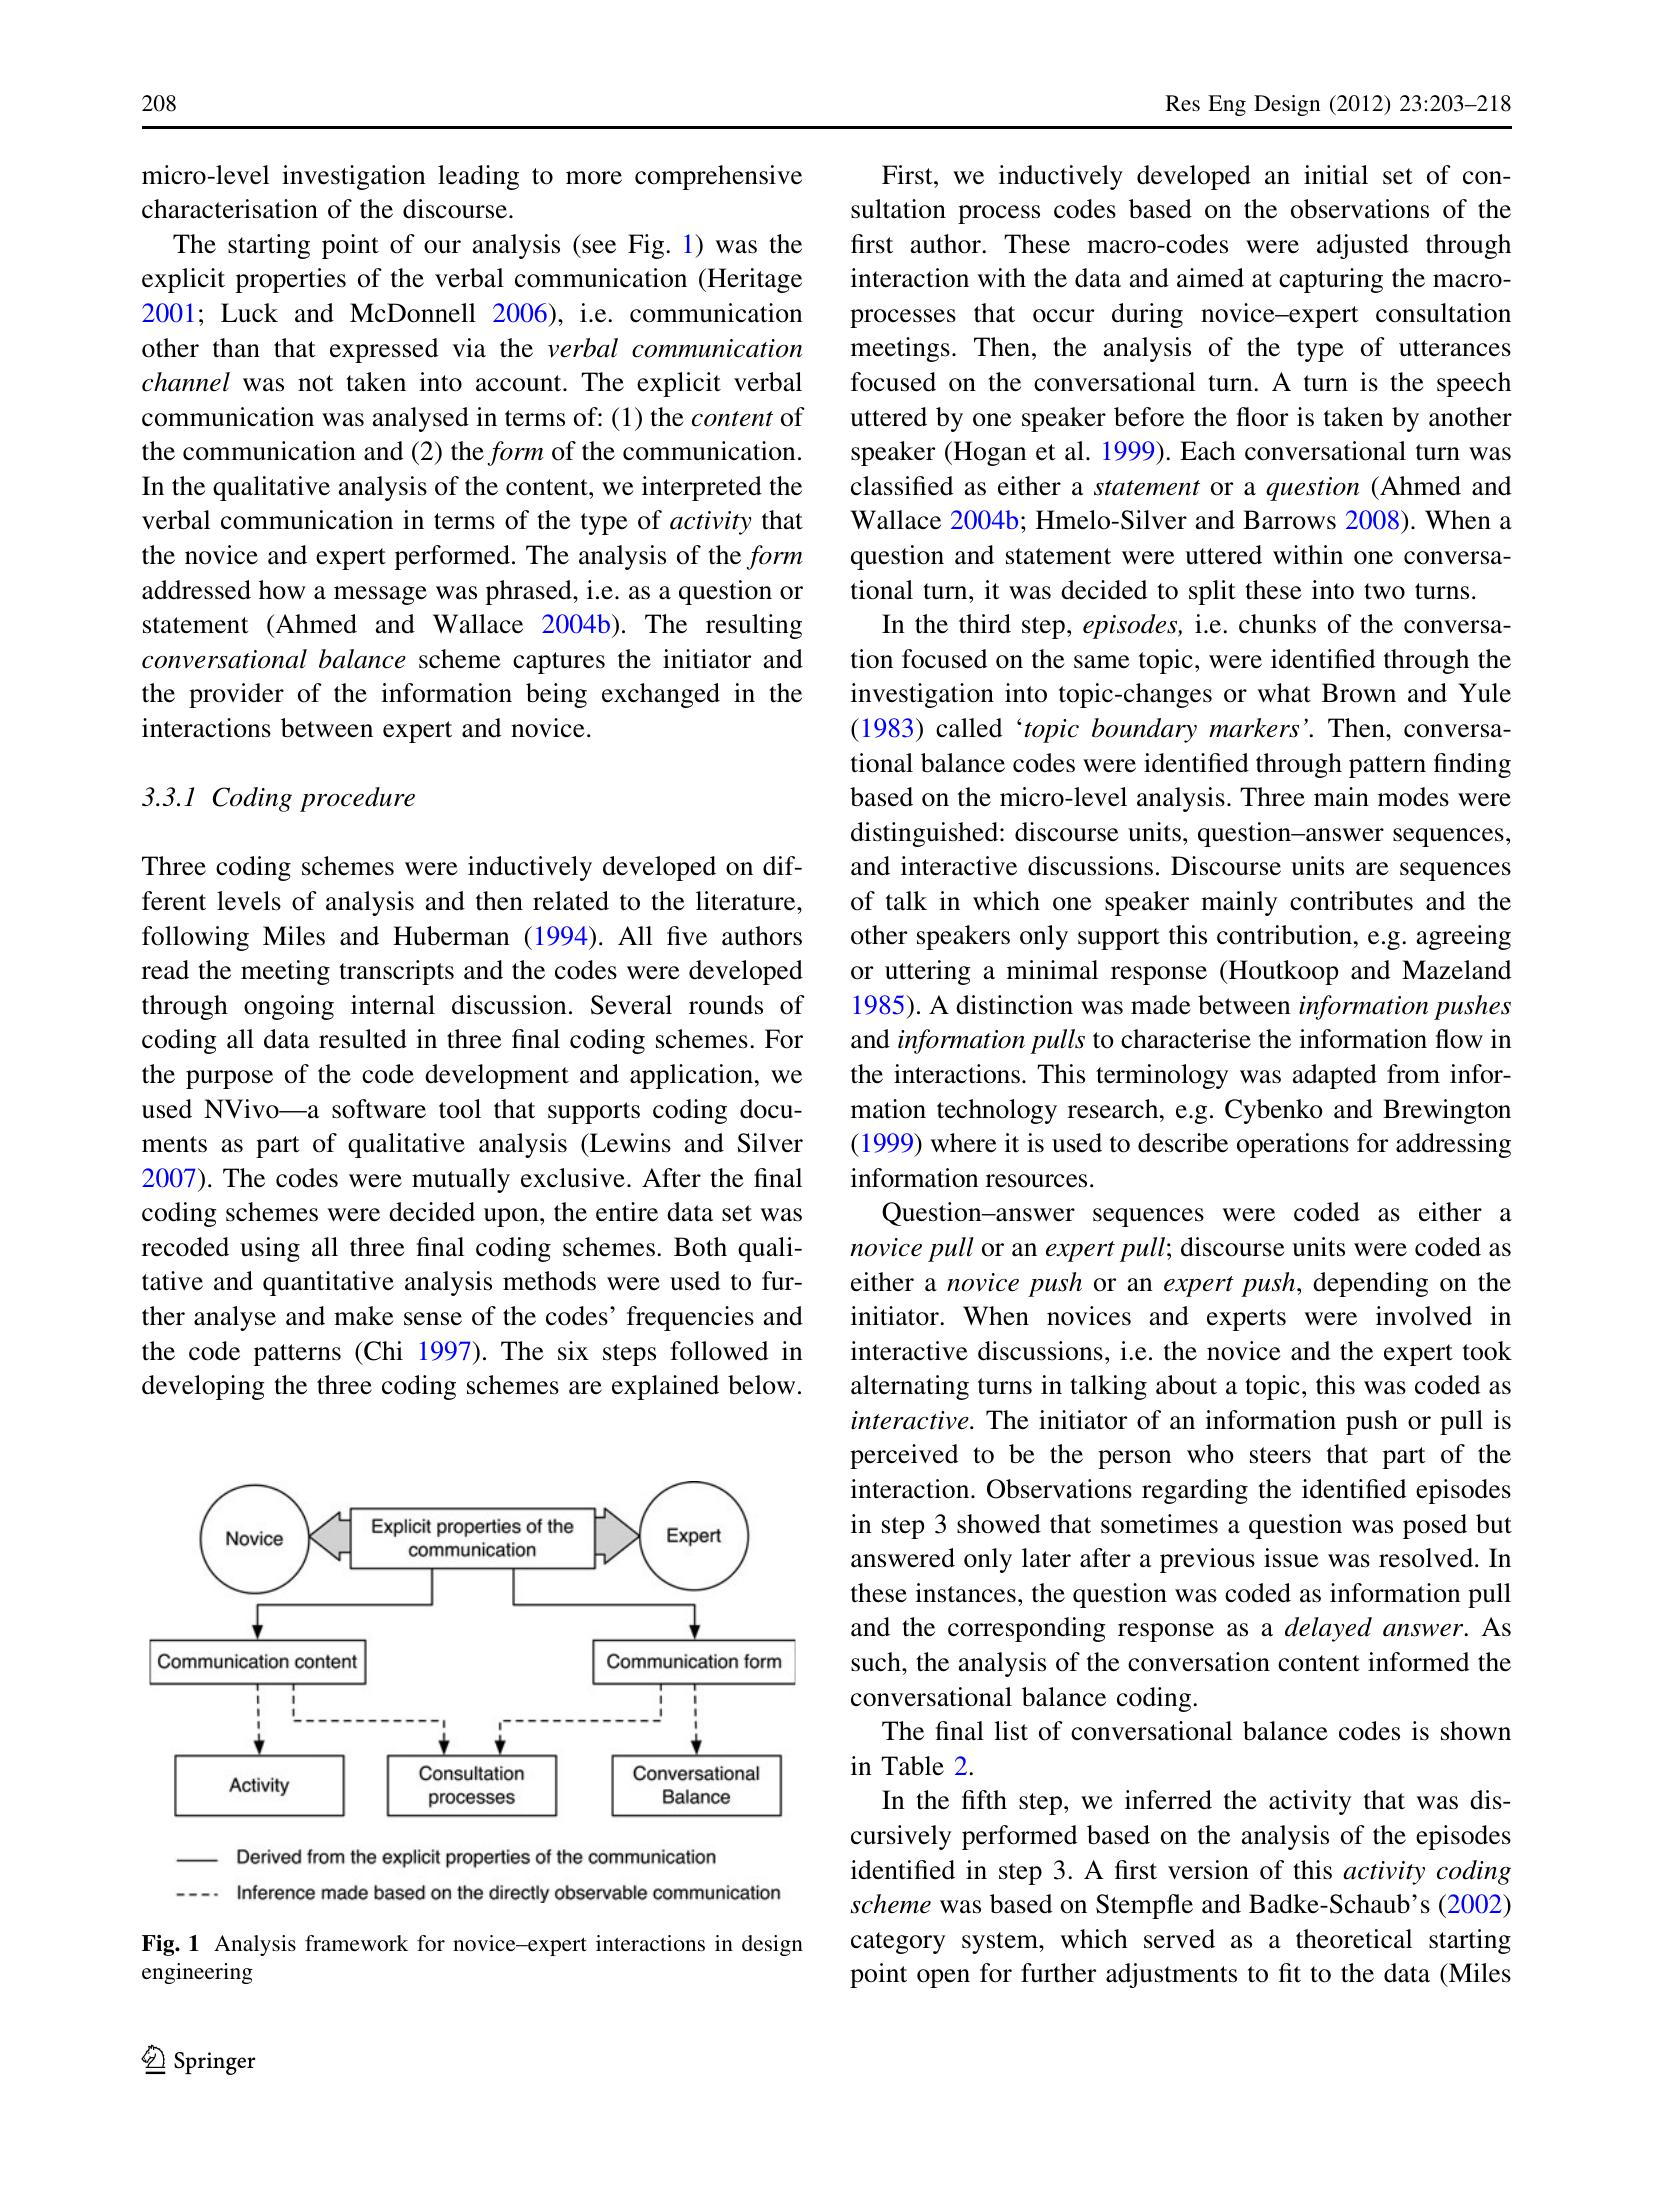 208
Res Eng Design (2012) 23:203–218
micro-level investigation leading to more comprehensive
characterisation of the discourse.
The starting point of our analysis (see Fig. 1) was the
explicit properties of the verbal communication (Heritage
2001; Luck and McDonnell 2006), i.e. communication
other than that expressed via the verbal communication
channel was not taken into account. The explicit verbal
communication was analysed in terms of: (1) the content of
the communication and (2) the form of the communication.
In the qualitative analysis of the content, we interpreted the
verbal communication in terms of the type of activity that
the novice and expert performed. The analysis of the form
addressed how a message was phrased, i.e. as a question or
statement (Ahmed and Wallace 2004b). The resulting
conversational balance scheme captures the initiator and
the provider of the information being exchanged in the
interactions between expert and novice.
3.3.1 Coding procedure
Three coding schemes were inductively developed on dif-
ferent levels of analysis and then related to the literature,
following Miles and Huberman (1994). All five authors
read the meeting transcripts and the codes were developed
through ongoing internal discussion. Several rounds of
coding all data resulted in three final coding schemes. For
the purpose of the code development and application, we
used NVivo—a software tool that supports coding docu-
ments as part of qualitative analysis (Lewins and Silver
2007). The codes were mutually exclusive. After the final
coding schemes were decided upon, the entire data set was
recoded using all three final coding schemes. Both quali-
tative and quantitative analysis methods were used to fur-
ther analyse and make sense of the codes’ frequencies and
the code patterns (Chi 1997). The six steps followed in
developing the three coding schemes are explained below.
Novice
Explicit properties of the
communication
Expert
Communication content
Communication form
Activity
Consultation
processes
Conversational
Balance
Derived from the explicit properties of the communication
Inference made based on the directly observable communication
Fig. 1 Analysis framework for novice–expert interactions in design
engineering
First, we inductively developed an initial set of con-
sultation process codes based on the observations of the
first author. These macro-codes were adjusted through
interaction with the data and aimed at capturing the macro-
processes that occur during novice–expert consultation
meetings. Then, the analysis of the type of utterances
focused on the conversational turn. A turn is the speech
uttered by one speaker before the floor is taken by another
speaker (Hogan et al. 1999). Each conversational turn was
classified as either a statement or a question (Ahmed and
Wallace 2004b; Hmelo-Silver and Barrows 2008). When a
question and statement were uttered within one conversa-
tional turn, it was decided to split these into two turns.
In the third step, episodes, i.e. chunks of the conversa-
tion focused on the same topic, were identified through the
investigation into topic-changes or what Brown and Yule
(1983) called ‘topic boundary markers’. Then, conversa-
tional balance codes were identified through pattern finding
based on the micro-level analysis. Three main modes were
distinguished: discourse units, question–answer sequences,
and interactive discussions. Discourse units are sequences
of talk in which one speaker mainly contributes and the
other speakers only support this contribution, e.g. agreeing
or uttering a minimal response (Houtkoop and Mazeland
1985). A distinction was made between information pushes
and information pulls to characterise the information flow in
the interactions. This terminology was adapted from infor-
mation technology research, e.g. Cybenko and Brewington
(1999) where it is used to describe operations for addressing
information resources.
Question–answer sequences were coded as either a
novice pull or an expert pull; discourse units were coded as
either a novice push or an expert push, depending on the
initiator. When novices and experts were involved in
interactive discussions, i.e. the novice and the expert took
alternating turns in talking about a topic, this was coded as
interactive. The initiator of an information push or pull is
perceived to be the person who steers that part of the
interaction. Observations regarding the identified episodes
in step 3 showed that sometimes a question was posed but
answered only later after a previous issue was resolved. In
these instances, the question was coded as information pull
and the corresponding response as a delayed answer. As
such, the analysis of the conversation content informed the
conversational balance coding.
The final list of conversational balance codes is shown
in Table 2.
In the fifth step, we inferred the activity that was dis-
cursively performed based on the analysis of the episodes
identified in step 3. A first version of this activity coding
scheme was based on Stempfle and Badke-Schaub’s (2002)
category system, which served as a theoretical starting
point open for further adjustments to fit to the data (Miles
Springer